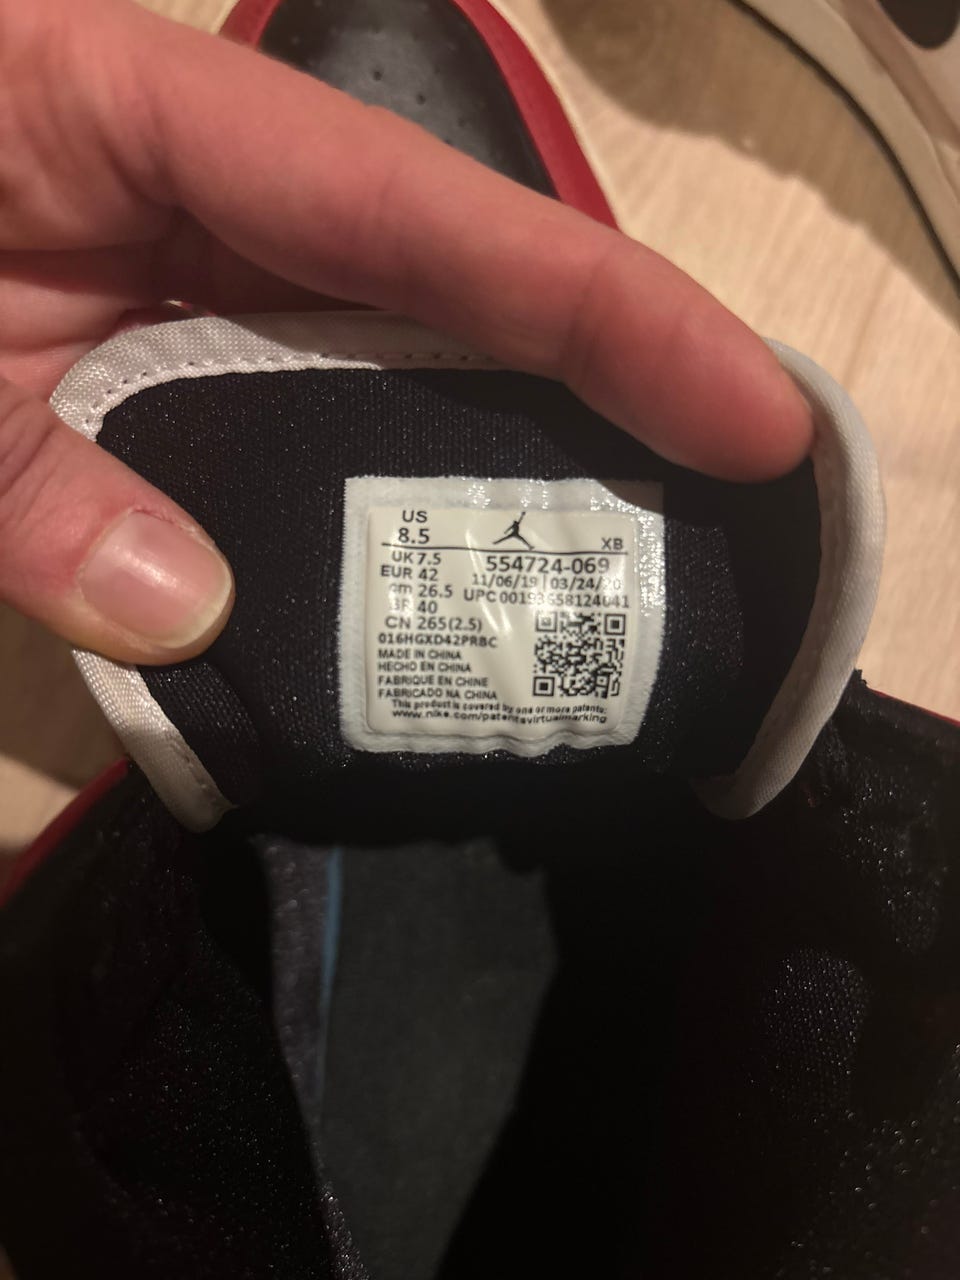 US
8.5
XB
UK 7.5
554724-069
EUR 42
11/06/19 | 03/24/20
cm 26.5
UPC 00193658124641
BR 40
CN 265(2.5)
016HGXD42PRBC
MADE IN CHINA
HECHO EN CHINA
FABRIQUE EN CHINE
FABRICADO NA CHINA
This product is covered by one or more patents:
www.nike.com/patentsvirtualmarking